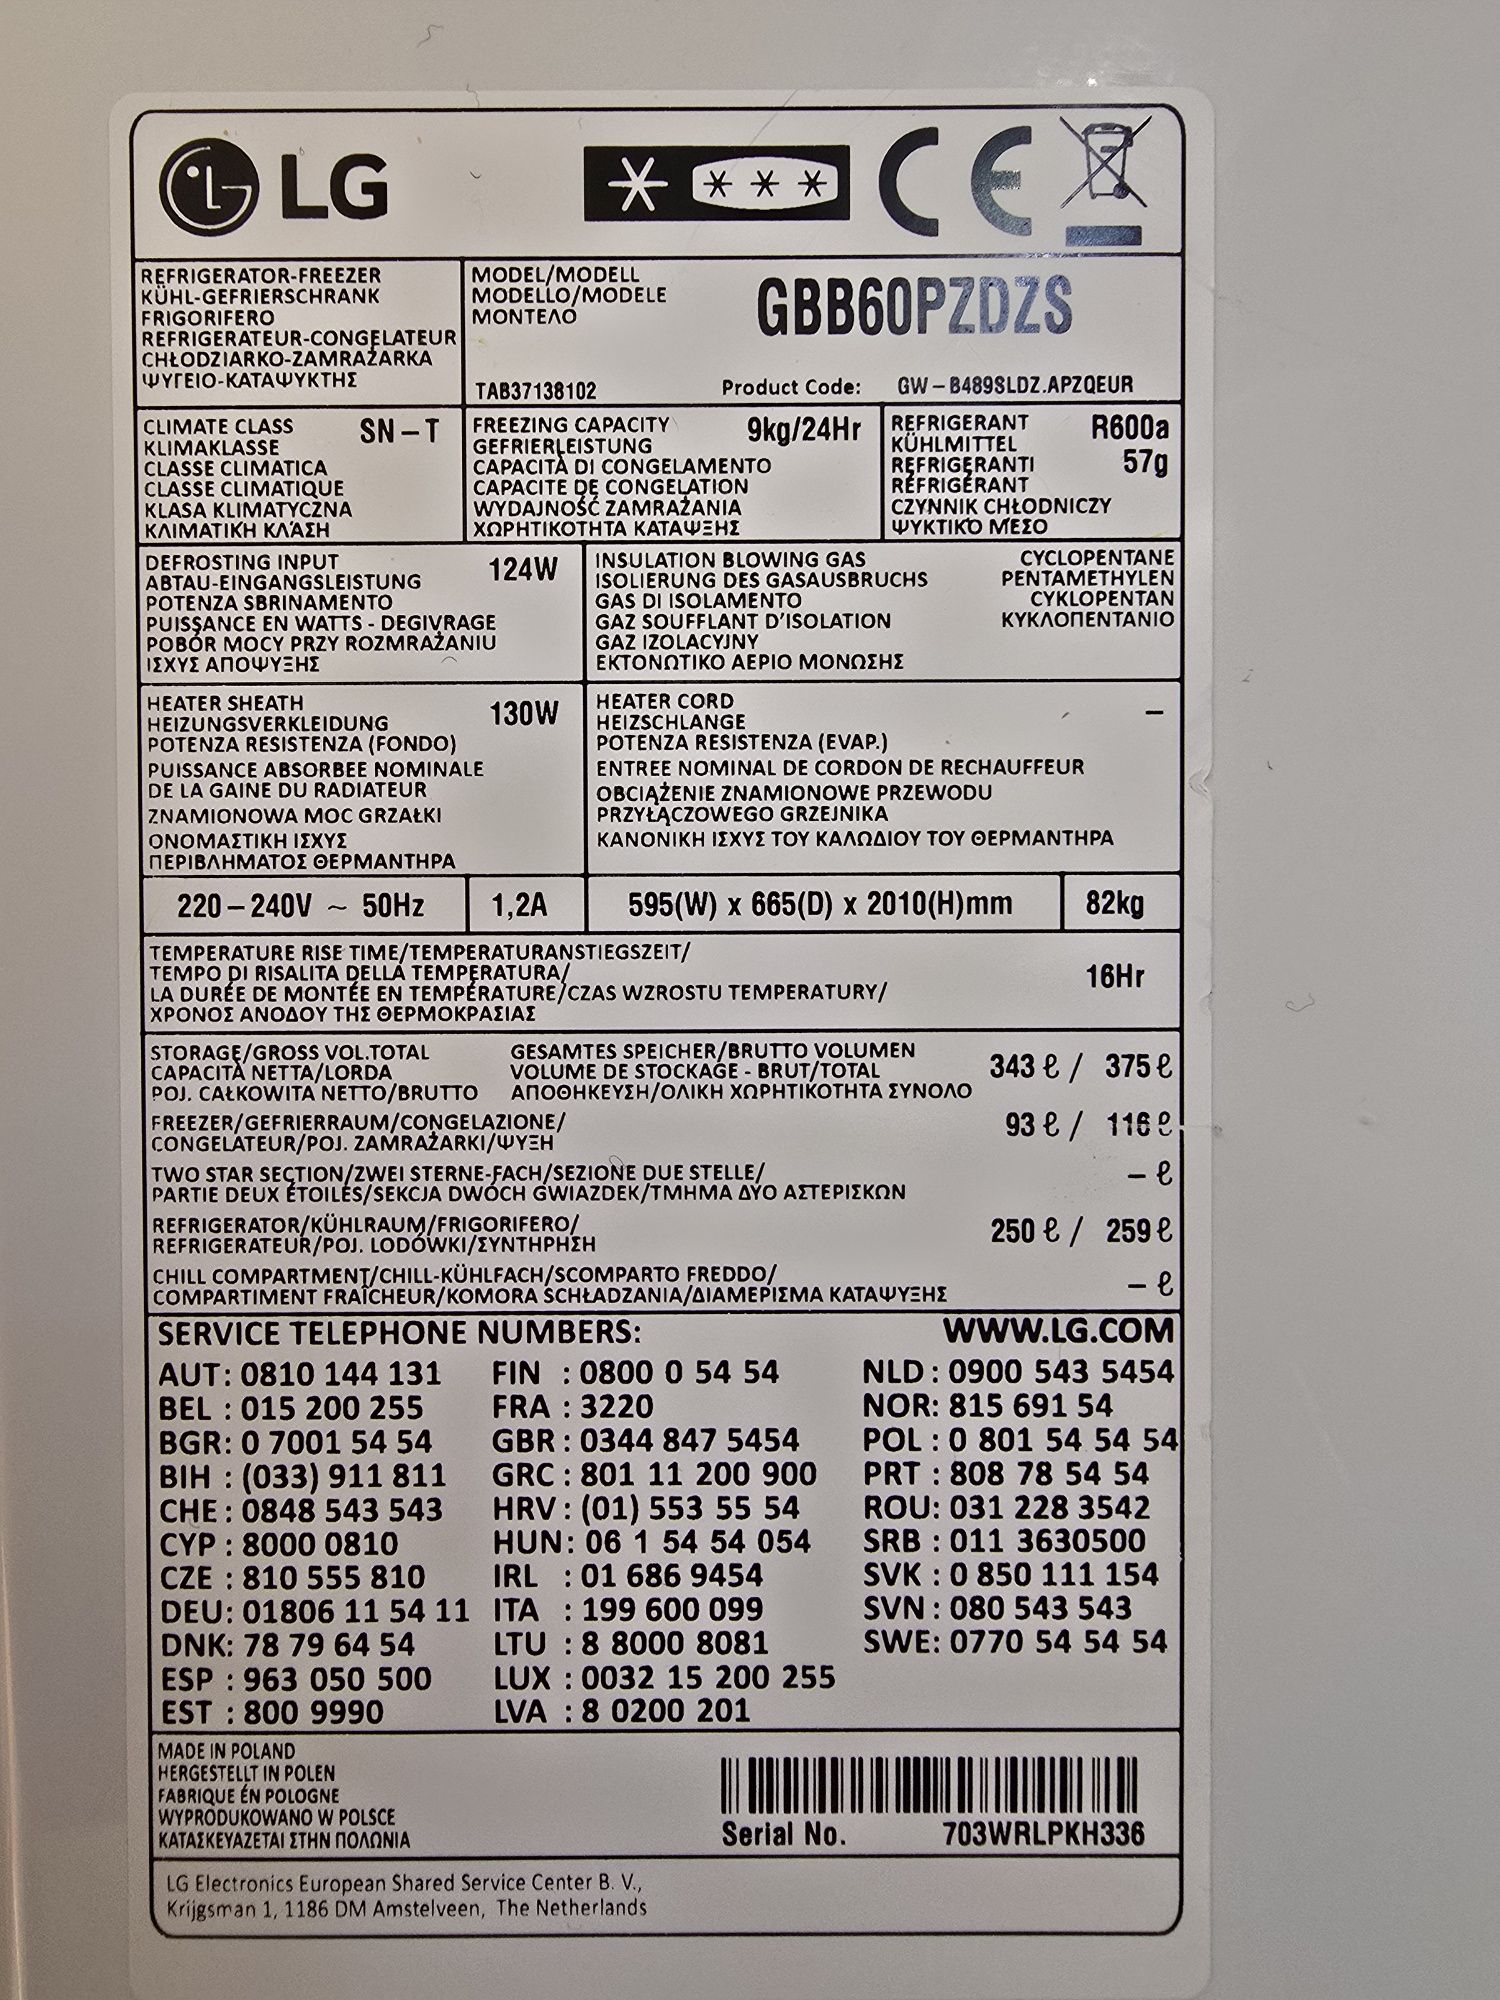 LG
REFRIGERATOR-FREEZER
KÜHL-GEFRIERSCHRANK
FRIGORIFERO
REFRIGERATEUR-CONGELATEUR
CHŁODZIARKO-ZAMRAŻARKA
ΨΥΓΕΙΟ-ΚΑΤΑΨΥΚΤΗΣ
MODEL/MODELL
MODELLO/MODELE
ΜΟΝΤΕΛΟ
GBB60PZDZS
TAB37138102
Product Code: GW-B489SLDZ.APZQEUR
CLIMATE CLASS SN-T
KLIMAKLASSE
CLASSE CLIMATICA
CLASSE CLIMATIQUE
KLASA KLIMATYCZNA
ΚΛΙΜΑΤΙΚΗ ΚΛΆΣΗ
FREEZING CAPACITY 9kg/24Hr
GEFRIERLEISTUNG
CAPACITÀ DI CONGELAMENTO
CAPACITE DE CONGELATION
WYDAJNOŚĆ ZAMRAŻANIA
ΧΩΡΗΤΙΚΟΤΗΤΑ ΚΑΤΑΨΞΗΣ
REFRIGERANT R600a
KÜHLMITTEL 57g
REFRIGERANTI
RÉFRIGÉRANT
CZYNNIK CHŁODNICZY
ΨΥΚΤΙΚΌ ΜΈΣΟ
DEFROSTING INPUT 124W
ABTAU-EINGANGSLEISTUNG
POTENZA SBRINAMENTO
PUISSANCE EN WATTS - DEGIVRAGE
POBÓR MOCY PRZY ROZMRAŻANIU
ΙΣΧΥΣ ΑΠΟΨΥΞΗΣ
INSULATION BLOWING GAS CYCLOPENTANE
ISOLIERUNG DES GASAUSBRUCHS PENTAMETHYLEN
GAS DI ISOLAMENTO CYKLOPENTAN
GAZ SOUFFLANT D'ISOLATION ΚΥΚΛΟΠΕΝΤΑΝΙΟ
GAZ IZOLACYJNY
ΕΚΤΟΝΩΤΙΚΟ ΑΕΡΙΟ ΜΟΝΩΣΗΣ
HEATER SHEATH 130W
HEIZUNGSVERKLEIDUNG
POTENZA RESISTENZA (FONDO)
PUISSANCE ABSORBEE NOMINALE
DE LA GAINE DU RADIATEUR
ZNAMIONOWA MOC GRZAŁKI
ΟΝΟΜΑΣΤΙΚΗ ΙΣΧΥΣ
ΠΕΡΙΒΛΗΜΑΤΟΣ ΘΕΡΜΑΝΤΗΡΑ
HEATER CORD –
HEIZSCHLANGE
POTENZA RESISTENZA (EVAP.)
ENTREE NOMINAL DE CORDON DE RECHAUFFEUR
OBCIĄŻENIE ZNAMIONOWE PRZEWODU
PRZYŁĄCZOWEGO GRZEJNIKA
ΚΑΝΟΝΙΚΗ ΙΣΧΥΣ ΤΟΥ ΚΑΛΩΔΙΟΥ ΤΟΥ ΘΕΡΜΑΝΤΗΡΑ
220-240V ~ 50Hz 1,2A 595(W) x 665(D) x 2010(H)mm 82kg
TEMPERATURE RISE TIME/TEMPERATURANSTIEGSZEIT/
TEMPO DI RISALITA DELLA TEMPERATURA/
LA DURÉE DE MONTÉE EN TEMPÉRATURE/CZAS WZROSTU TEMPERATURY/
ΧΡΟΝΟΣ ΑΝΟΔΟΥ ΤΗΣ ΘΕΡΜΟΚΡΑΣΙΑΣ
16Hr
STORAGE/GROSS VOL.TOTAL GESAMTES SPEICHER/BRUTTO VOLUMEN
CAPACITÀ NETTA/LORDA VOLUME DE STOCKAGE - BRUT/TOTAL
POJ. CAŁKOWITA NETTO/BRUTTO ΑΠΟΘΗΚΕΥΣΗ/ΟΛΙΚΗ ΧΩΡΗΤΙΚΟΤΗΤΑ ΣΥΝΟΛΟ
343 ℓ / 375 ℓ
FREEZER/GEFRIERRAUM/CONGELAZIONE/
CONGELATEUR/POJ. ZAMRAŻARKI/ΨΥΞΗ
93 ℓ / 116 ℓ
TWO STAR SECTION/ZWEI STERNE-FACH/SEZIONE DUE STELLE/
PARTIE DEUX ÉTOILES/SEKCJA DWÓCH GWIAZDEK/ΤΜΗΜΑ ΔΥΟ ΑΣΤΕΡΙΣΚΩΝ
– ℓ
REFRIGERATOR/KÜHLRAUM/FRIGORIFERO/
REFRIGERATEUR/POJ. LODÓWKI/ΣΥΝΤΗΡΗΣΗ
250 ℓ / 259 ℓ
CHILL COMPARTMENT/CHILL-KÜHLFACH/SCOMPARTO FREDDO/
COMPARTIMENT FRAÎCHEUR/KOMORA SCHŁADZANIA/ΔΙΑΜΕΡΙΣΜΑ ΚΑΤΑΨΥΞΗΣ
– ℓ
SERVICE TELEPHONE NUMBERS: WWW.LG.COM
AUT: 0810 144 131 FIN : 0800 0 54 54 NLD : 0900 543 5454
BEL : 015 200 255 FRA : 3220 NOR: 815 691 54
BGR: 0 7001 54 54 GBR : 0344 847 5454 POL : 0 801 54 54 54
BIH : (033) 911 811 GRC : 801 11 200 900 PRT : 808 78 54 54
CHE : 0848 543 543 HRV : (01) 553 55 54 ROU: 031 228 3542
CYP : 8000 0810 HUN: 06 1 54 54 054 SRB : 011 3630500
CZE : 810 555 810 IRL : 01 686 9454 SVK : 0 850 111 154
DEU: 01806 11 54 11 ITA : 199 600 099 SVN : 080 543 543
DNK: 78 79 64 54 LTU : 8 8000 8081 SWE: 0770 54 54 54
ESP : 963 050 500 LUX : 0032 15 200 255
EST : 800 9990 LVA : 8 0200 201
MADE IN POLAND
HERGESTELLT IN POLEN
FABRIQUE ÉN POLOGNE
WYPRODUKOWANO W POLSCE
ΚΑΤΑΣΚΕΥΑΖΕΤΑΙ ΣΤΗΝ ΠΟΛΩΝΙΑ
Serial No. 703WRLPKH336
LG Electronics European Shared Service Center B. V.,
Krijgsman 1, 1186 DM Amstelveen, The Netherlands